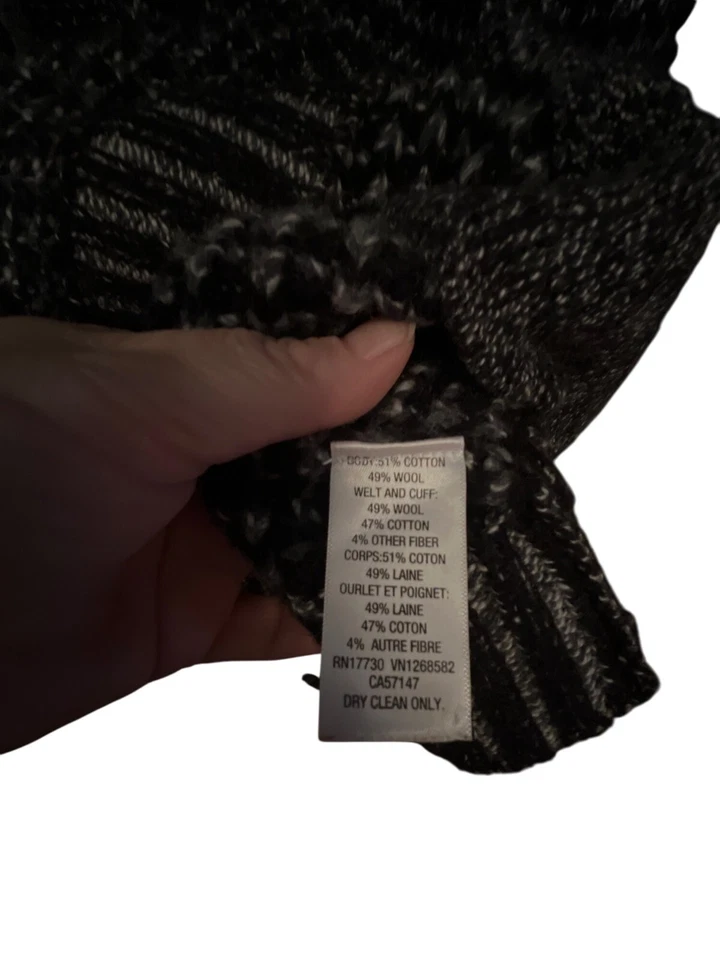 BODY:51% COTTON
49% WOOL
WELT AND CUFF:
49% WOOL
47% COTTON
4% OTHER FIBER
CORPS:51% COTON
49% LAINE
OURLET ET POIGNET:
49% LAINE
47% COTON
4% AUTRE FIBRE
RN17730 VN1268582
CA57147
DRY CLEAN ONLY.